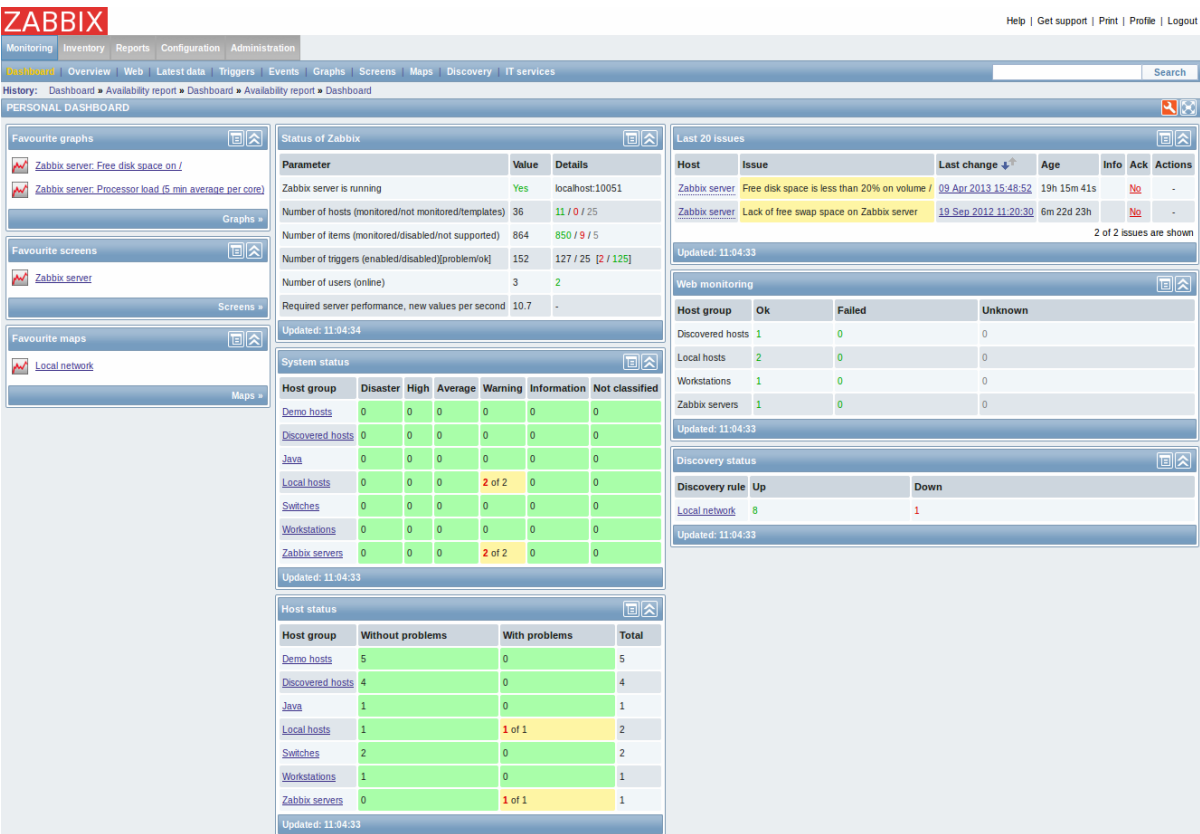 ZABBIX
Help | Get support | Print | Profile | Logout
Monitoring Inventory Reports Configuration Administration
Dashboard | Overview | Web | Latest data | Triggers | Events | Graphs | Screens | Maps | Discovery | IT services
Search
History: Dashboard » Availability report » Dashboard » Availability report » Dashboard
PERSONAL DASHBOARD
Favourite graphs
Zabbix server: Free disk space on /
Zabbix server: Processor load (5 min average per core)
Graphs »
Favourite screens
Zabbix server
Screens »
Favourite maps
Local network
Maps »
Status of Zabbix
Parameter Value Details
Zabbix server is running Yes localhost:10051
Number of hosts (monitored/not monitored/templates) 36 11 / 0 / 25
Number of items (monitored/disabled/not supported) 864 850 / 9 / 5
Number of triggers (enabled/disabled)[problem/ok] 152 127 / 25 [2 / 125]
Number of users (online) 3 2
Required server performance, new values per second 10.7 -
Updated: 11:04:34
System status
Host group Disaster High Average Warning Information Not classified
Demo hosts 0 0 0 0 0 0
Discovered hosts 0 0 0 0 0 0
Java 0 0 0 0 0 0
Local hosts 0 0 0 2 of 2 0 0
Switches 0 0 0 0 0 0
Workstations 0 0 0 0 0 0
Zabbix servers 0 0 0 2 of 2 0 0
Updated: 11:04:33
Host status
Host group Without problems With problems Total
Demo hosts 5 0 5
Discovered hosts 4 0 4
Java 1 0 1
Local hosts 1 1 of 1 2
Switches 2 0 2
Workstations 1 0 1
Zabbix servers 0 1 of 1 1
Updated: 11:04:33
Last 20 issues
Host Issue Last change Age Info Ack Actions
Zabbix server Free disk space is less than 20% on volume / 09 Apr 2013 15:48:52 19h 15m 41s No -
Zabbix server Lack of free swap space on Zabbix server 19 Sep 2012 11:20:30 6m 22d 23h No -
2 of 2 issues are shown
Updated: 11:04:33
Web monitoring
Host group Ok Failed Unknown
Discovered hosts 1 0 0
Local hosts 2 0 0
Workstations 1 0 0
Zabbix servers 1 0 0
Updated: 11:04:33
Discovery status
Discovery rule Up Down
Local network 8 1
Updated: 11:04:33